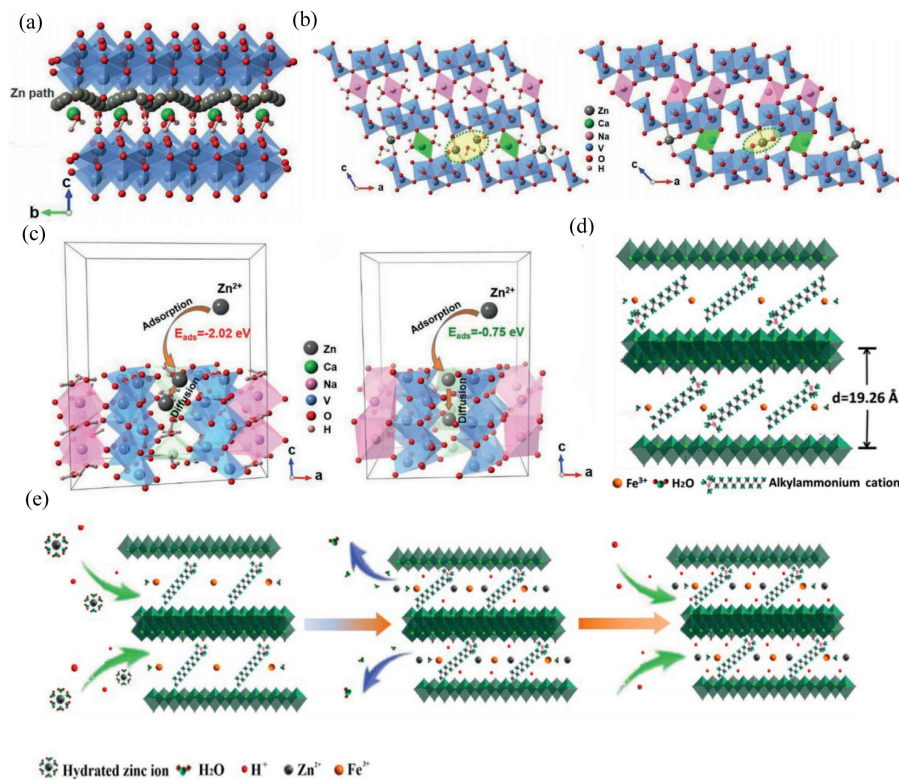 (a)
Zn path
c
b
(b)
c
a
Zn
Ca
Na
V
O
H
c
a
(c)
Zn²⁺
Adsorption
Eads=-2.02 eV
Diffusion
Zn
Ca
Na
V
O
H
c
a
Zn²⁺
Adsorption
Eads=-0.75 eV
Diffusion
c
a
(d)
d=19.26 Å
Fe³⁺ H₂O Alkylammonium cation
(e)
Hydrated zinc ion H₂O H⁺ Zn²⁺ Fe³⁺